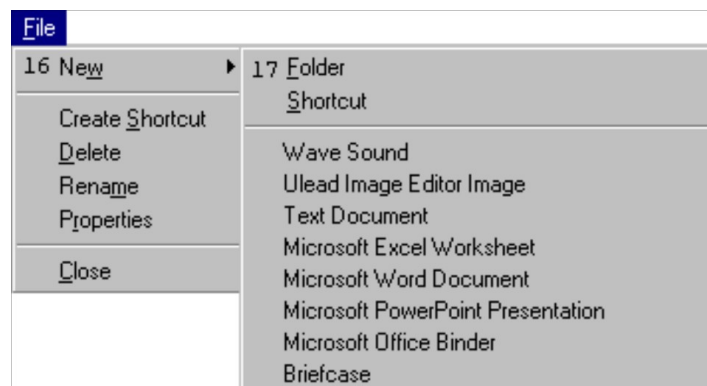 File
16 New
Create Shortcut
Delete
Rename
Properties
Close
17 Folder
Shortcut
Wave Sound
Ulead Image Editor Image
Text Document
Microsoft Excel Worksheet
Microsoft Word Document
Microsoft PowerPoint Presentation
Microsoft Office Binder
Briefcase